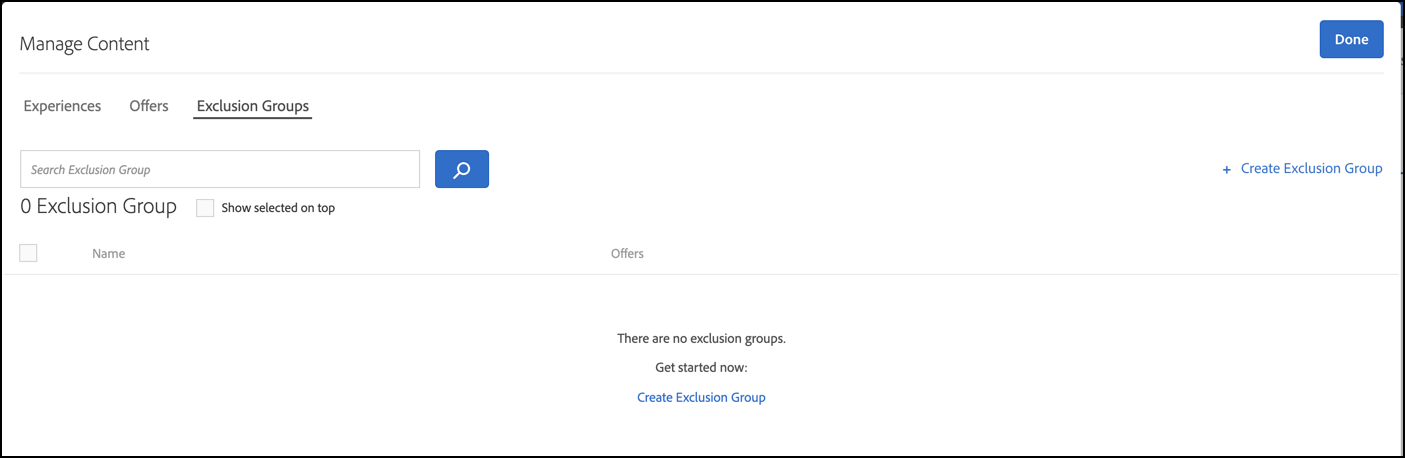 Manage Content
Done
Experiences Offers Exclusion Groups
Search Exclusion Group
+ Create Exclusion Group
0 Exclusion Group Show selected on top
Name Offers
There are no exclusion groups.
Get started now:
Create Exclusion Group